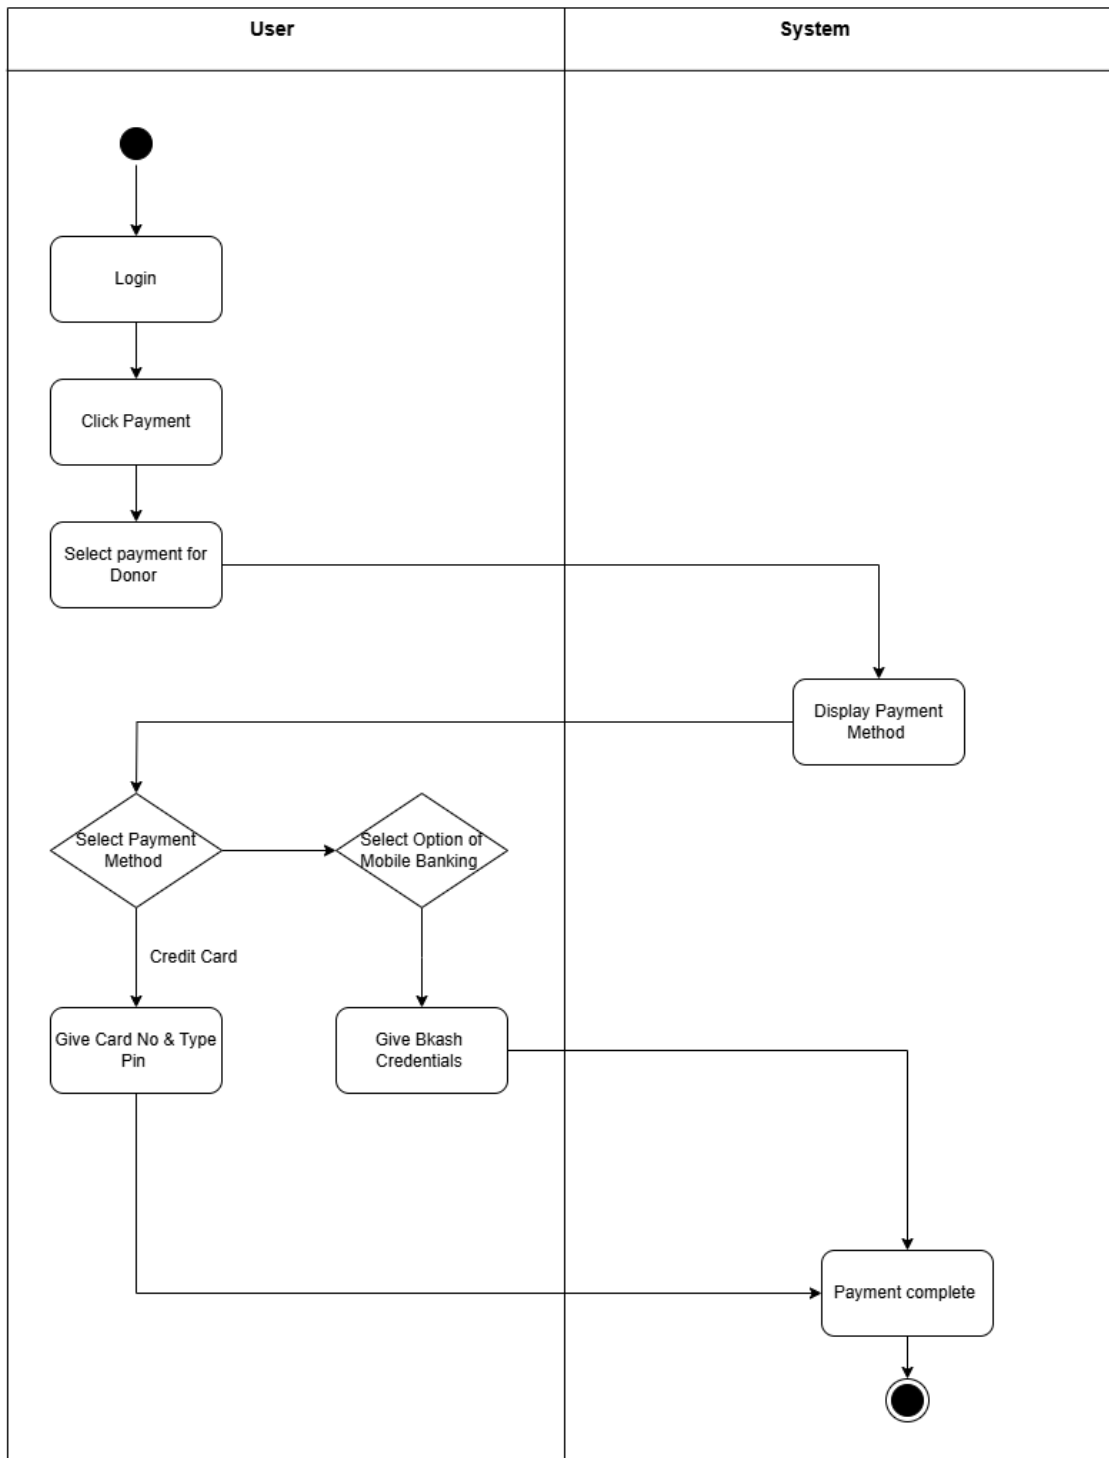 User
System
Login
Click Payment
Select payment for
Donor
Display Payment
Method
Select Payment
Method
Select Option of
Mobile Banking
Credit Card
Give Card No & Type
Pin
Give Bkash
Credentials
Payment complete